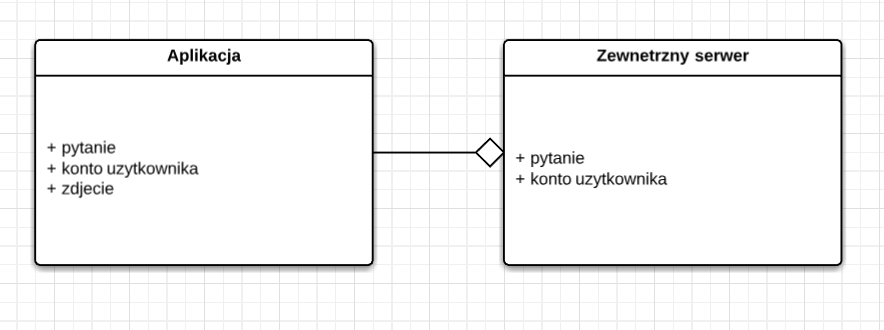 Aplikacja
+ pytanie
+ konto uzytkownika
+ zdjecie
Zewnetrzny serwer
+ pytanie
+ konto uzytkownika